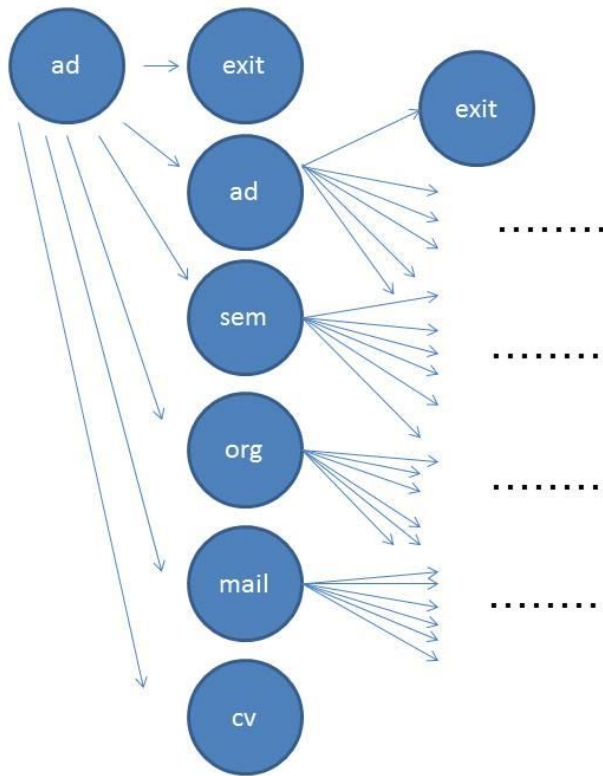 ad
exit
exit
ad
........
sem
........
org
........
mail
........
cv